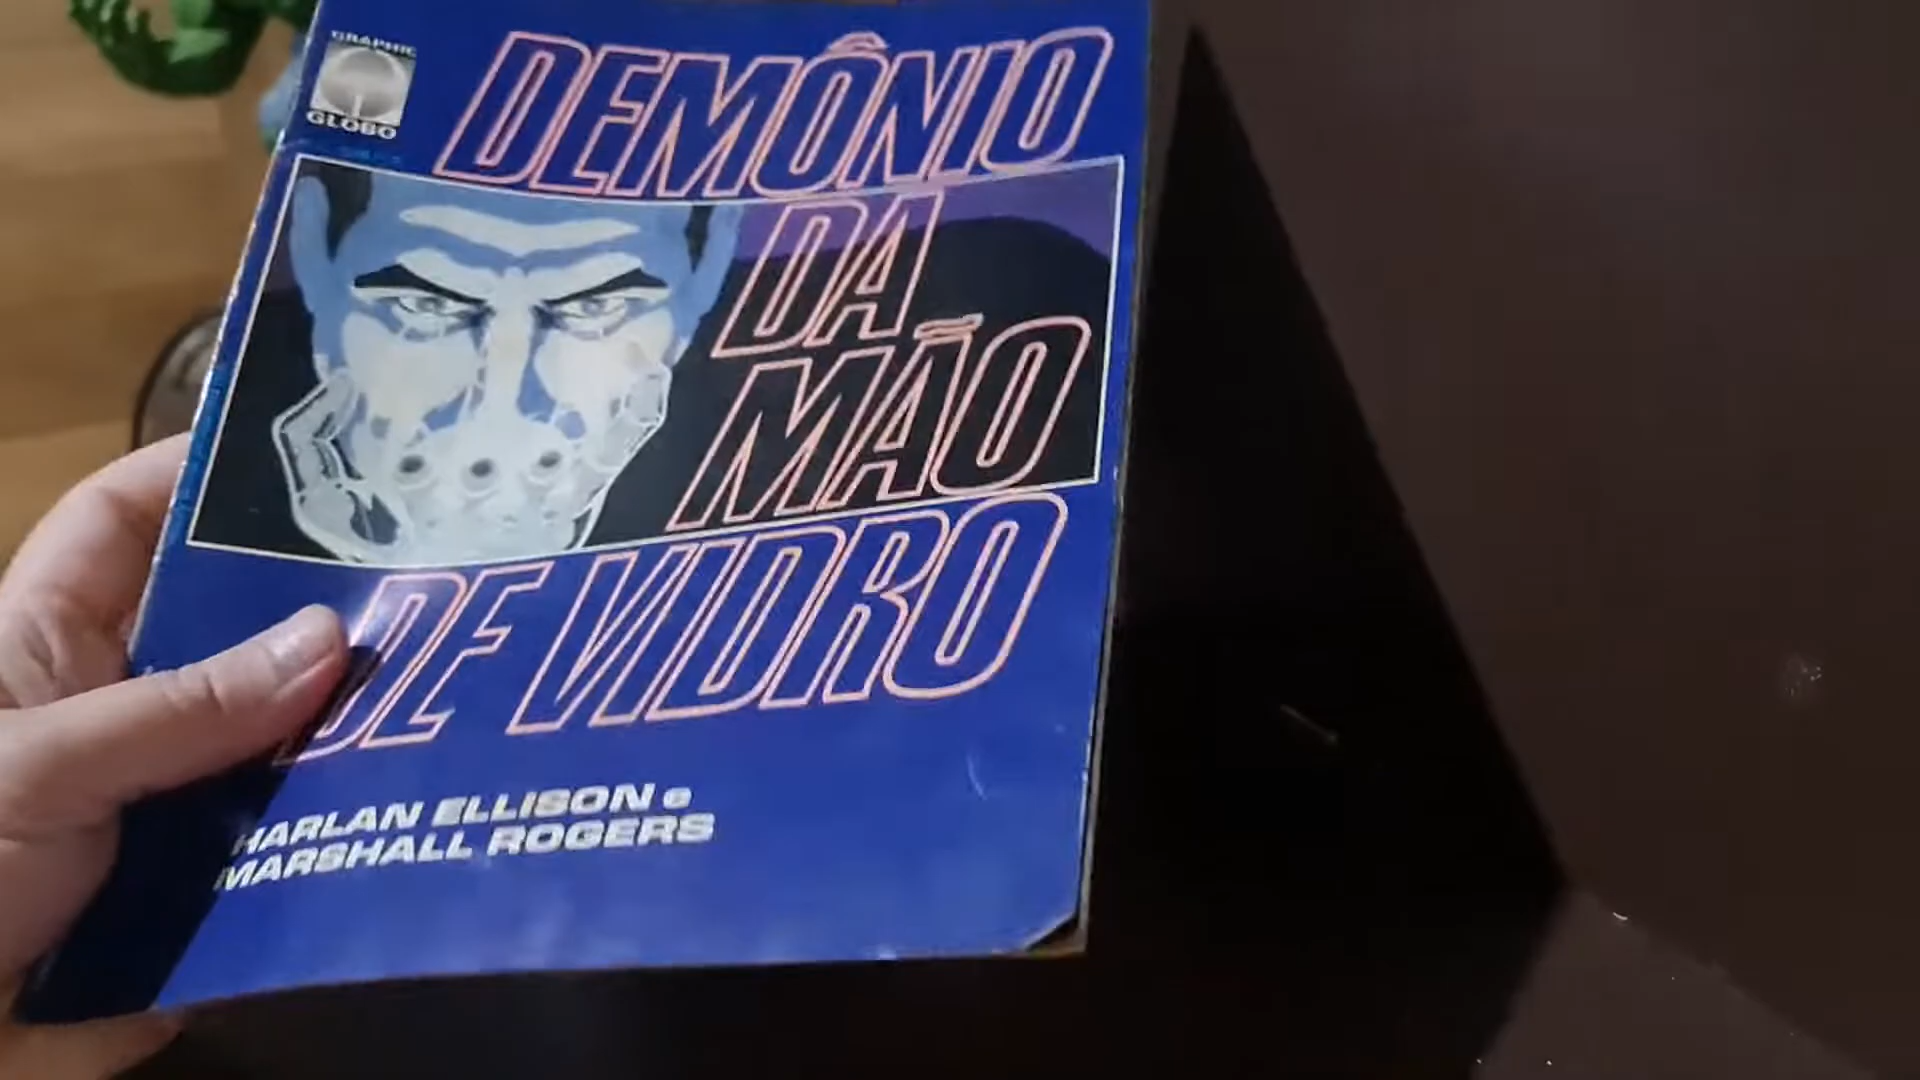 GRAPHIC
GLOBO
DEMÔNIO
DA
MÃO
DE VIDRO
HARLAN ELLISON e
MARSHALL ROGERS